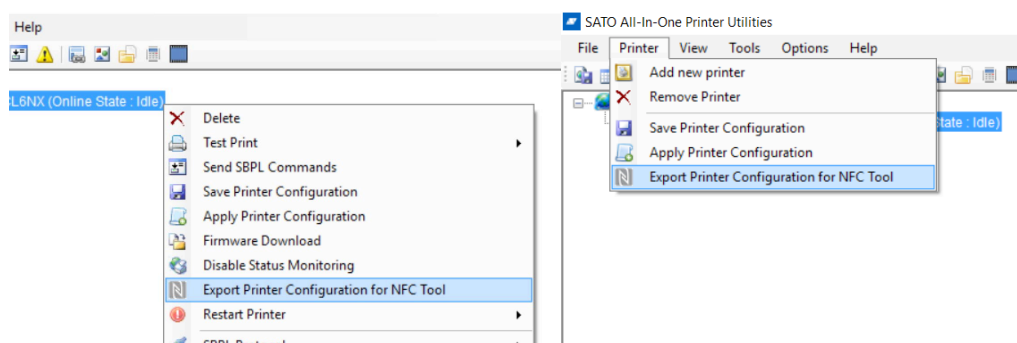 Help
CL6NX (Online State : Idle)
Delete
Test Print
Send SBPL Commands
Save Printer Configuration
Apply Printer Configuration
Firmware Download
Disable Status Monitoring
Export Printer Configuration for NFC Tool
Restart Printer
SATO All-In-One Printer Utilities
File Printer View Tools Options Help
Add new printer
Remove Printer
Save Printer Configuration
Apply Printer Configuration
Export Printer Configuration for NFC Tool
State : Idle)